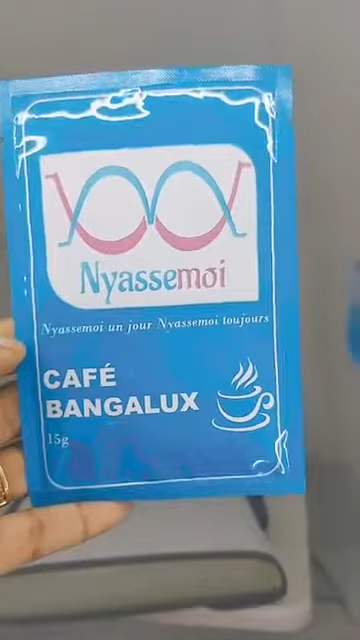 Nyassemoi
Nyassemoi un jour Nyassemoi toujours
CAFÉ
BANGALUX
15g